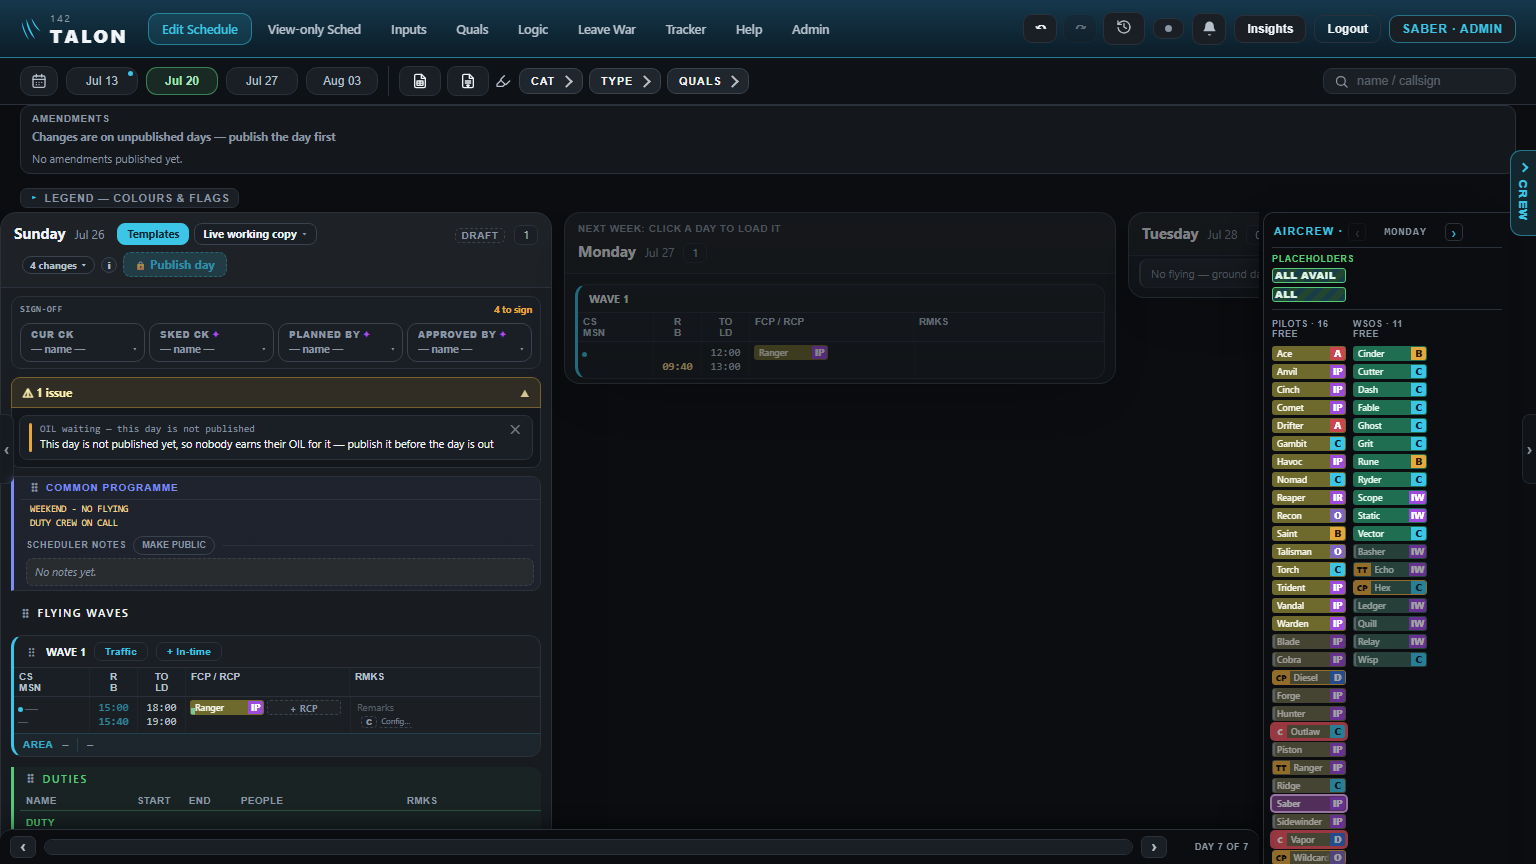 142
TALON
Edit Schedule
View-only Sched
Inputs
Quals
Logic
Leave War
Tracker
Help
Admin
Insights
Logout
SABER · ADMIN
Jul 13
Jul 20
Jul 27
Aug 03
CAT
TYPE
QUALS
name / callsign
AMENDMENTS
Changes are on unpublished days — publish the day first
No amendments published yet.
LEGEND — COLOURS & FLAGS
CREW
Sunday Jul 26
Templates
Live working copy
DRAFT
1
4 changes
i
Publish day
SIGN-OFF
4 to sign
CUR CK
— name —
SKED CK
— name —
PLANNED BY
— name —
APPROVED BY
— name —
1 issue
OIL waiting — this day is not published
This day is not published yet, so nobody earns their OIL for it — publish it before the day is out
COMMON PROGRAMME
WEEKEND - NO FLYING
DUTY CREW ON CALL
SCHEDULER NOTES
MAKE PUBLIC
No notes yet.
FLYING WAVES
WAVE 1
Traffic
+ In-time
CS
MSN
R
B
TO
LD
FCP / RCP
RMKS
—
—
15:00
15:40
18:00
19:00
Ranger IP
+ RCP
Remarks
C Config...
AREA — | —
DUTIES
NAME START END PEOPLE RMKS
DUTY
NEXT WEEK: CLICK A DAY TO LOAD IT
Monday Jul 27 1
WAVE 1
CS
MSN
R
B
TO
LD
FCP / RCP
RMKS
09:40
12:00
13:00
Ranger IP
Tuesday Jul 28
No flying — ground da
AIRCREW ·
MONDAY
PLACEHOLDERS
ALL AVAIL
ALL
PILOTS · 16
FREE
WSOS · 11
FREE
Ace A
Anvil IP
Cinch IP
Comet IP
Drifter A
Gambit C
Havoc IP
Nomad C
Reaper IR
Recon O
Saint B
Talisman O
Torch C
Trident IP
Vandal IP
Warden IP
Blade IP
Cobra IP
CP Diesel D
Forge IP
Hunter IP
C Outlaw C
Piston IP
TT Ranger IP
Ridge C
Saber IP
Sidewinder IP
C Vapor D
CP Wildcard O
Cinder B
Cutter C
Dash C
Fable C
Ghost C
Grit C
Rune B
Ryder C
Scope IW
Static IW
Vector C
Basher IW
TT Echo IW
CP Hex C
Ledger IW
Quill IW
Relay IW
Wisp C
DAY 7 OF 7